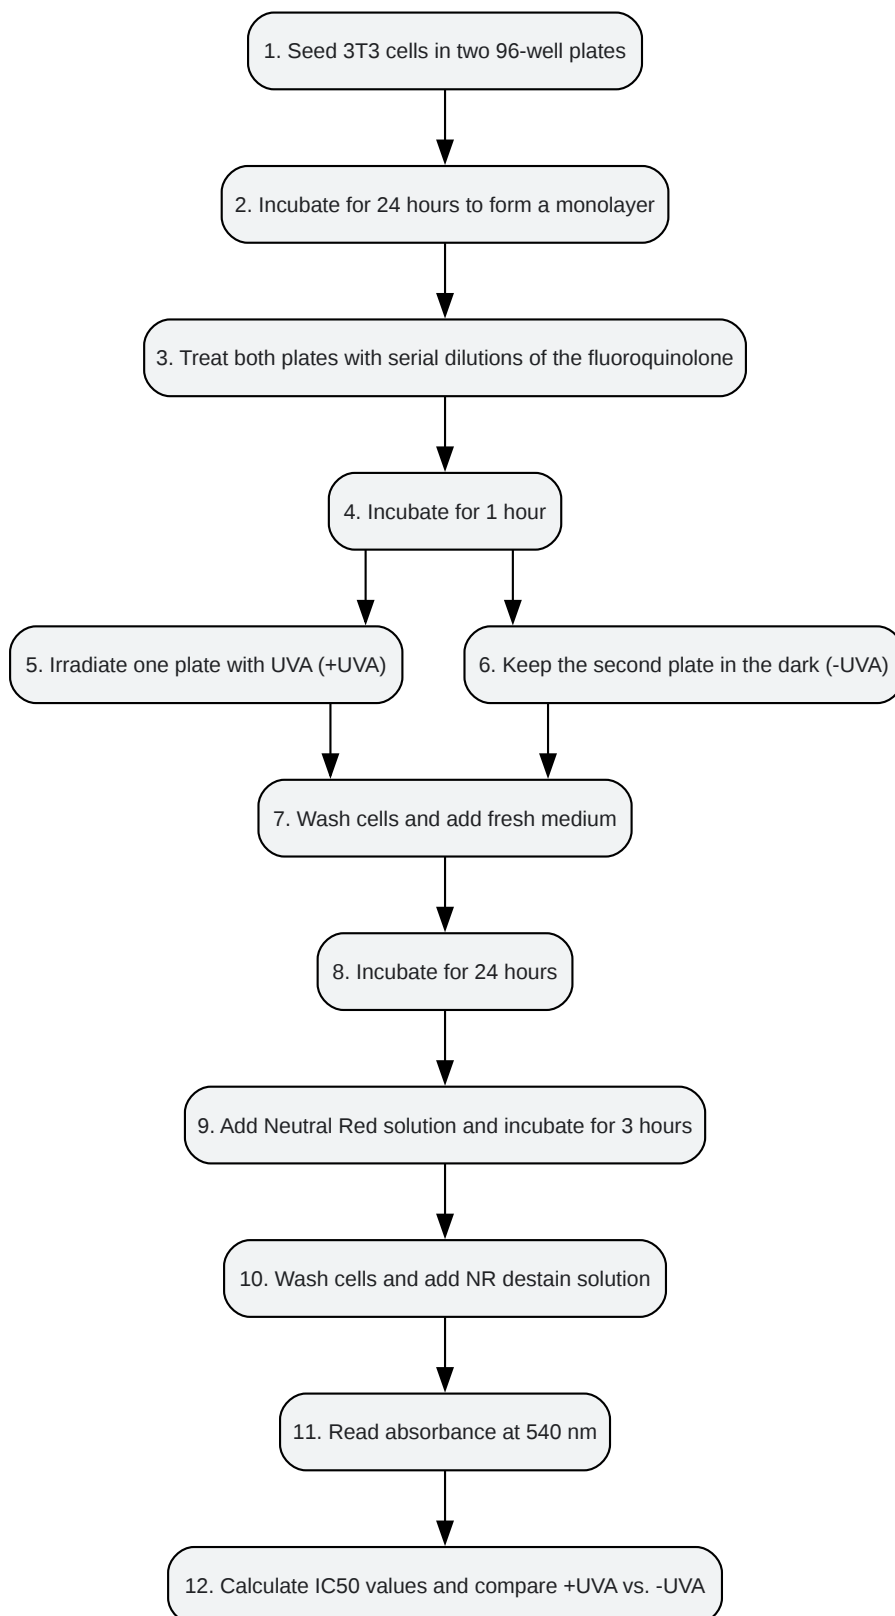 1. Seed 3T3 cells in two 96-well plates
2. Incubate for 24 hours to form a monolayer
3. Treat both plates with serial dilutions of the fluoroquinolone
4. Incubate for 1 hour
5. Irradiate one plate with UVA (+UVA)
6. Keep the second plate in the dark (-UVA)
7. Wash cells and add fresh medium
8. Incubate for 24 hours
9. Add Neutral Red solution and incubate for 3 hours
10. Wash cells and add NR destain solution
11. Read absorbance at 540 nm
12. Calculate IC50 values and compare +UVA vs. -UVA